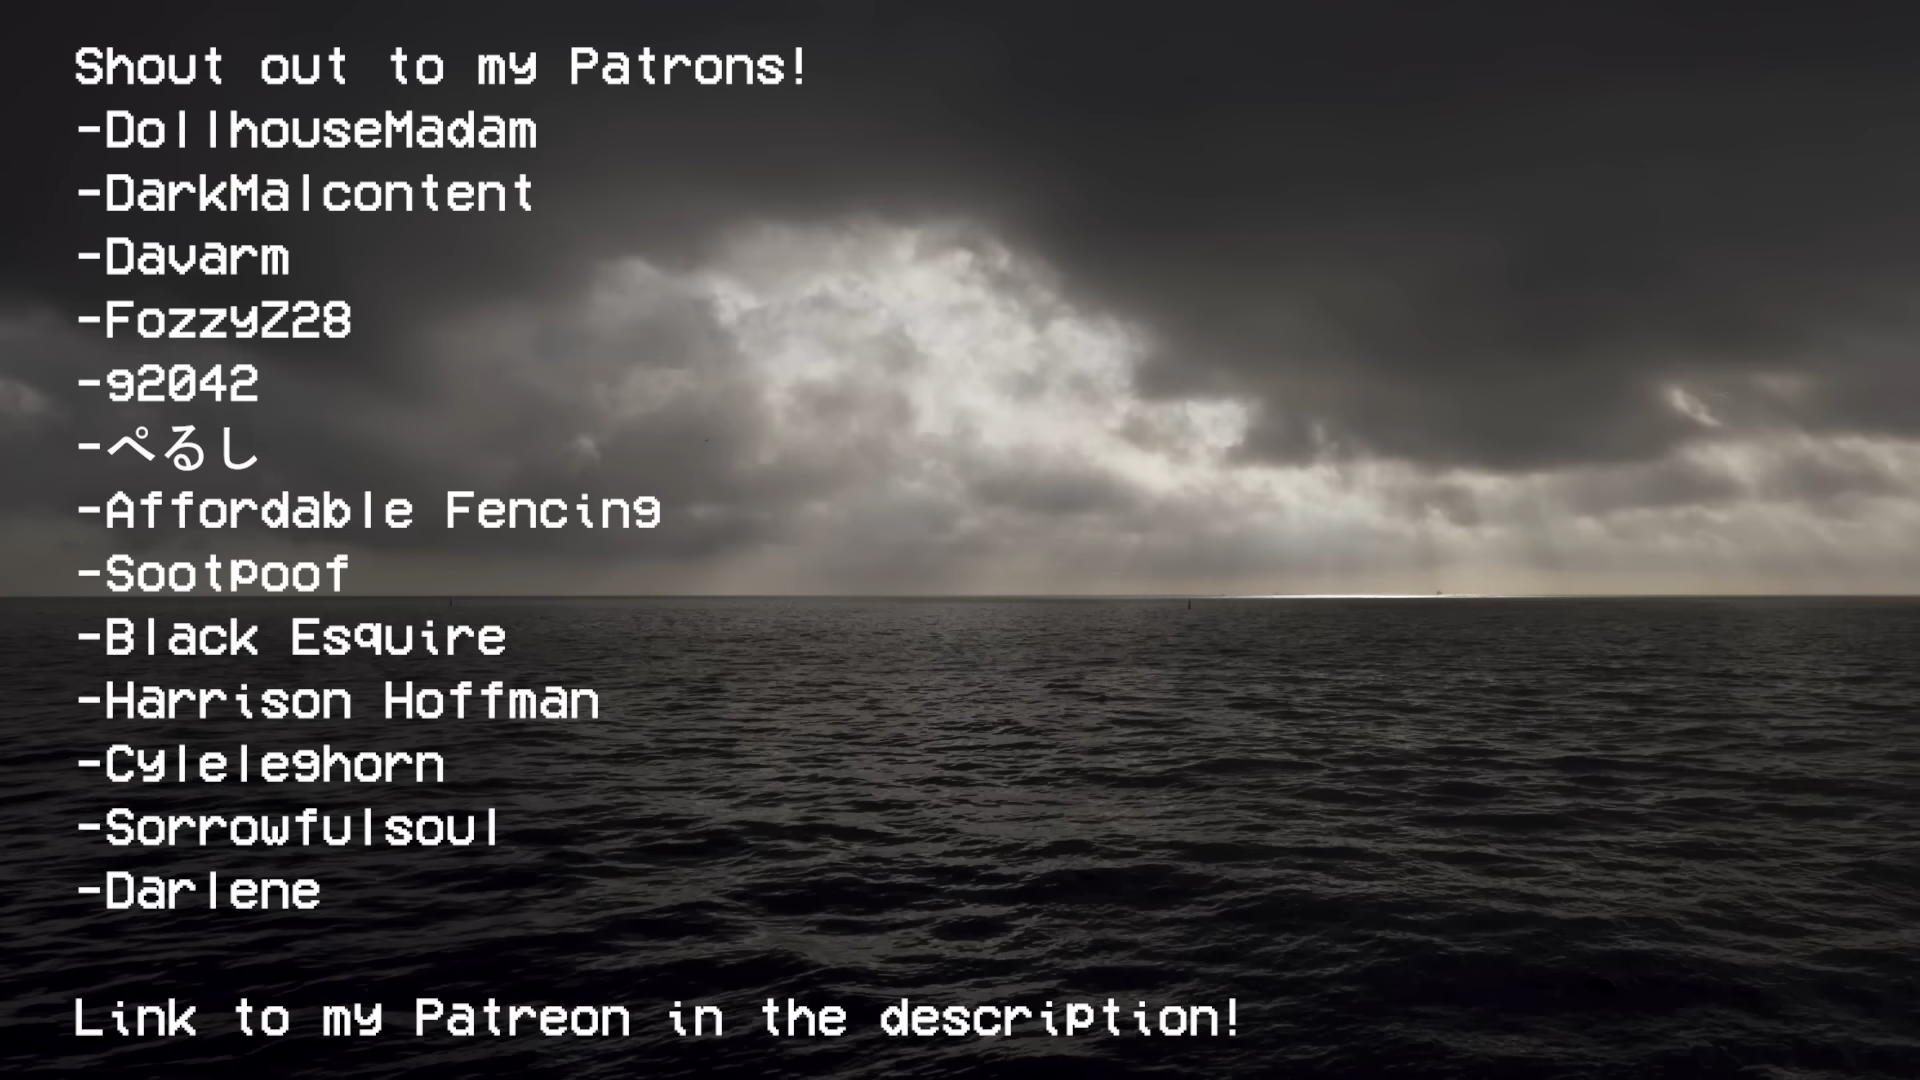 Shout out to my Patrons!
-DollhouseMadam
-DarkMalcontent
-Davarm
-FozzyZ28
-g2042
-ぺるし
-Affordable Fencing
-Sootpoof
-Black Esquire
-Harrison Hoffman
-Cyleleghorn
-Sorrowfulsoul
-Darlene
Link to my Patreon in the description!